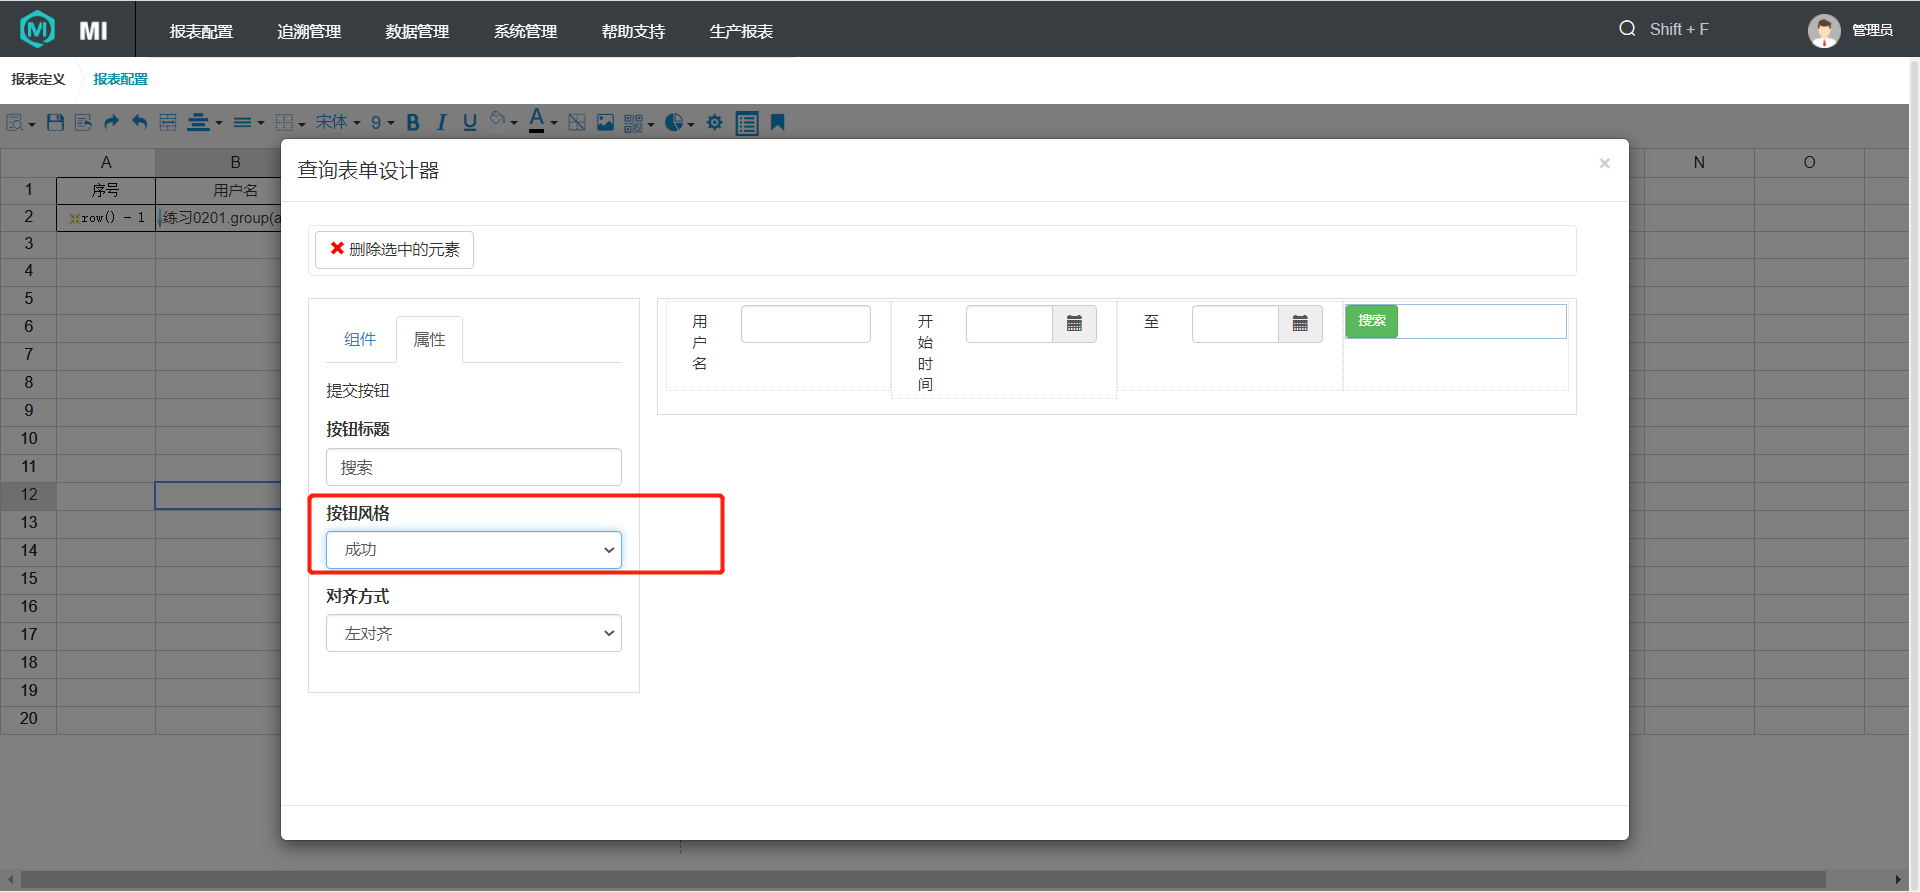 MI 报表配置 追溯管理 数据管理 系统管理 帮助支持 生产报表 Shift + F 管理员
报表定义 报表配置
宋体 9 B I U A
A B N O
1 序号 用户名
2 row() - 1 练习0201.group(a
3
4
5
6
7
8
9
10
11
12
13
14
15
16
17
18
19
20
查询表单设计器 ×
删除选中的元素
组件 属性
提交按钮
按钮标题
搜索
按钮风格
成功
对齐方式
左对齐
用户名
开始时间
至
搜索